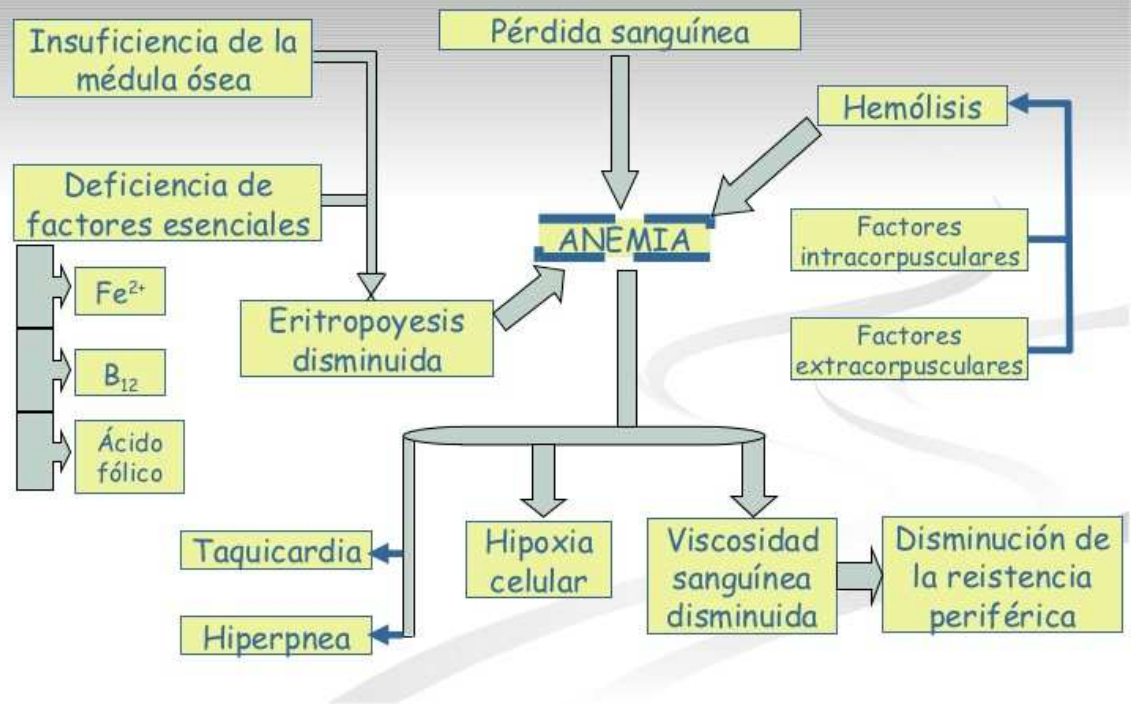 Insuficiencia de la
médula ósea
Pérdida sanguínea
Hemólisis
Deficiencia de
factores esenciales
ANEMIA
Factores
intracorpusculares
Fe²⁺
Eritropoyesis
disminuida
Factores
extracorpusculares
B₁₂
Ácido
fólico
Taquicardia
Hiperpnea
Hipoxia
celular
Viscosidad
sanguínea
disminuida
Disminución de
la reistencia
periférica